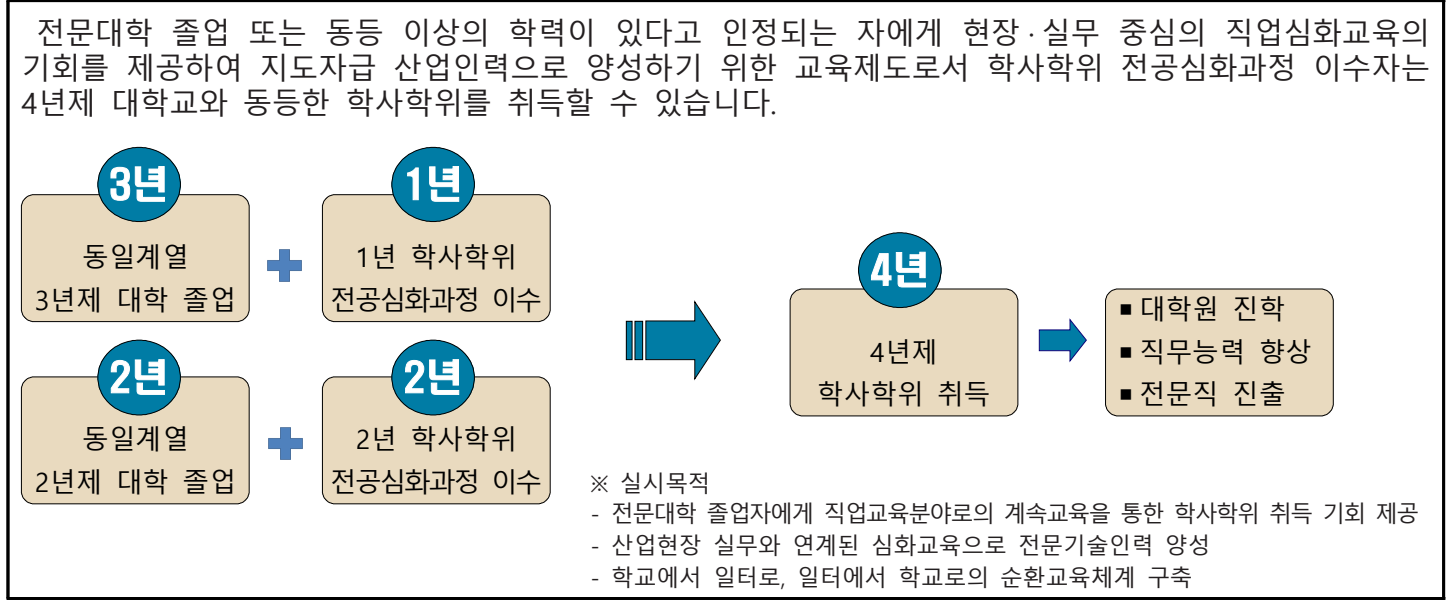 전문대학 졸업 또는 동등 이상의 학력이 있다고 인정되는 자에게 현장·실무 중심의 직업심화교육의
기회를 제공하여 지도자급 산업인력으로 양성하기 위한 교육제도로서 학사학위 전공심화과정 이수자는
4년제 대학교와 동등한 학사학위를 취득할 수 있습니다.
3년
동일계열
3년제 대학 졸업
1년
1년 학사학위
전공심화과정 이수
2년
동일계열
2년제 대학 졸업
2년
2년 학사학위
전공심화과정 이수
4년
4년제
학사학위 취득
▪ 대학원 진학
▪ 직무능력 향상
▪ 전문직 진출
※ 실시목적
- 전문대학 졸업자에게 직업교육분야로의 계속교육을 통한 학사학위 취득 기회 제공
- 산업현장 실무와 연계된 심화교육으로 전문기술인력 양성
- 학교에서 일터로, 일터에서 학교로의 순환교육체계 구축